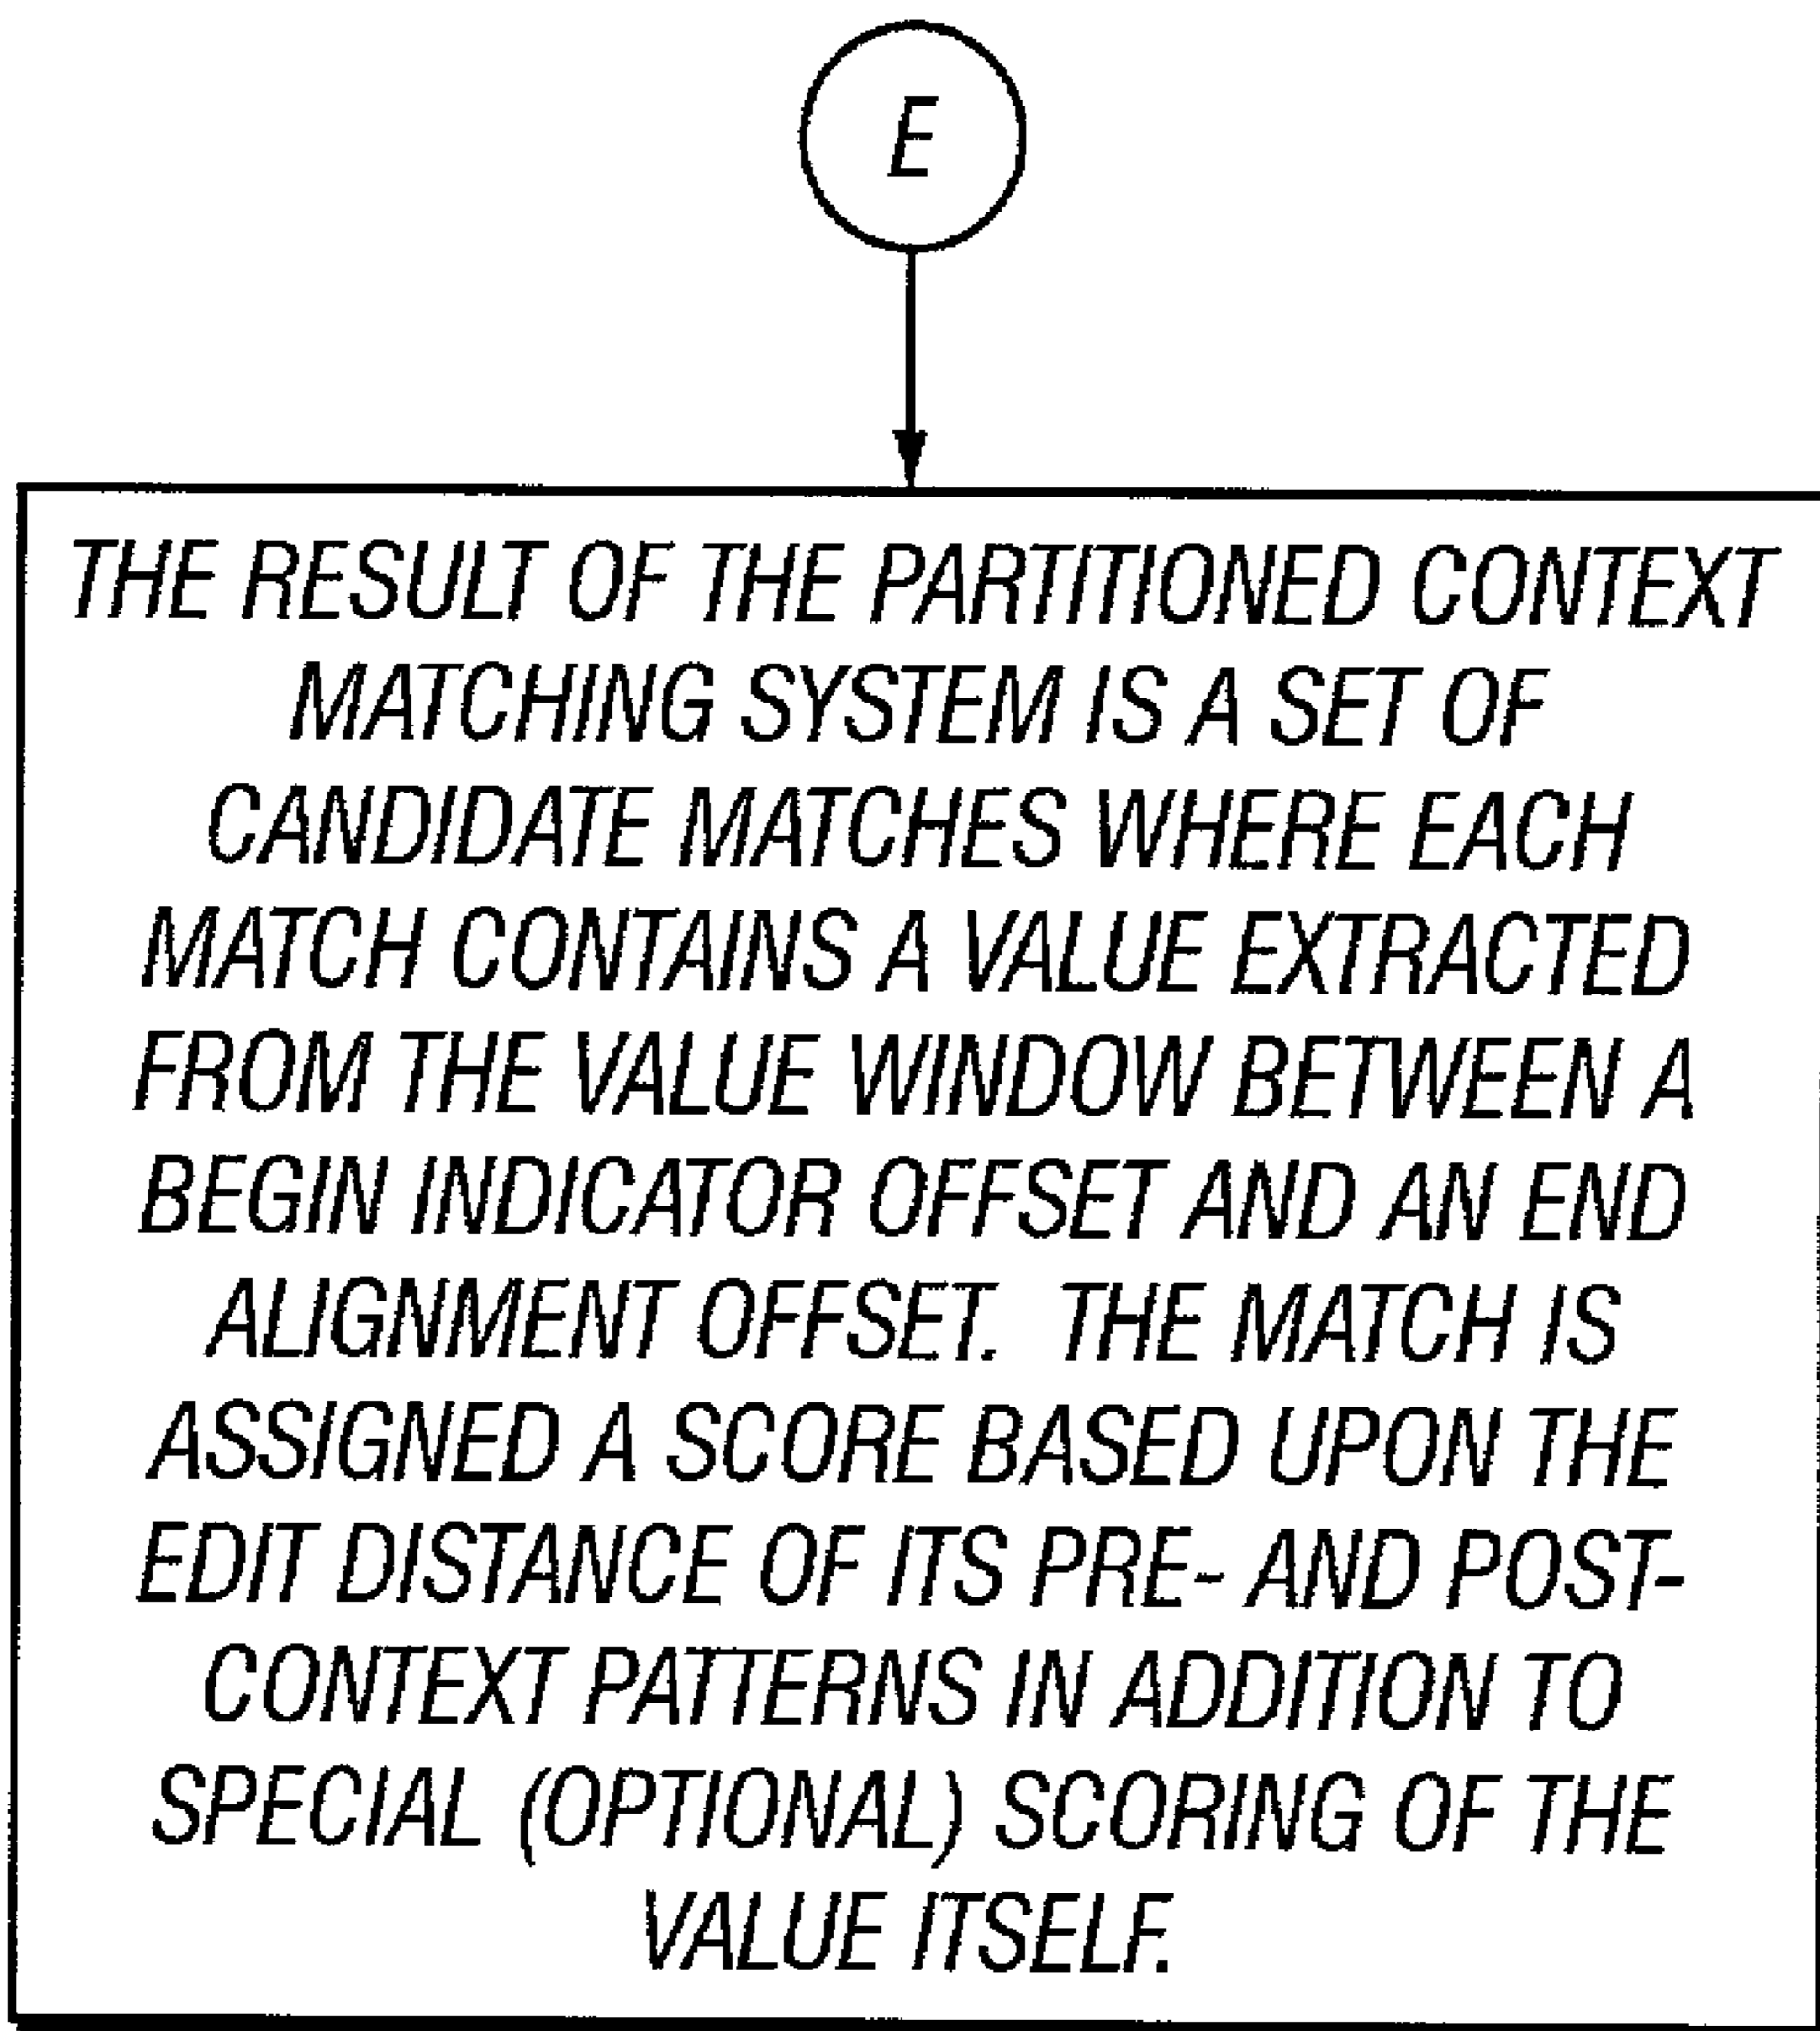 E
THE RESULT OF THE PARTITIONED CONTEXT
MATCHING SYSTEM IS A SET OF
CANDIDATE MATCHES WHERE EACH
MATCH CONTAINS A VALUE EXTRACTED
FROM THE VALUE WINDOW BETWEEN A
BEGIN INDICATOR OFFSET AND AN END
ALIGNMENT OFFSET. THE MATCH IS
ASSIGNED A SCORE BASED UPON THE
EDIT DISTANCE OF ITS PRE- AND POST-
CONTEXT PATTERNS IN ADDITION TO
SPECIAL (OPTIONAL) SCORING OF THE
VALUE ITSELF.